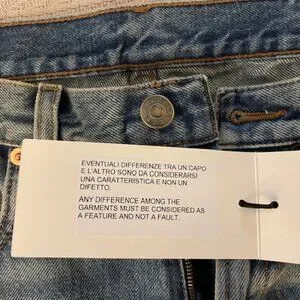 EVENTUALI DIFFERENZE TRA UN CAPO
E L'ALTRO SONO DA CONSIDERARSI
UNA CARATTERISTICA E NON UN
DIFETTO.
ANY DIFFERENCE AMONG THE
GARMENTS MUST BE CONSIDERED AS
A FEATURE AND NOT A FAULT.